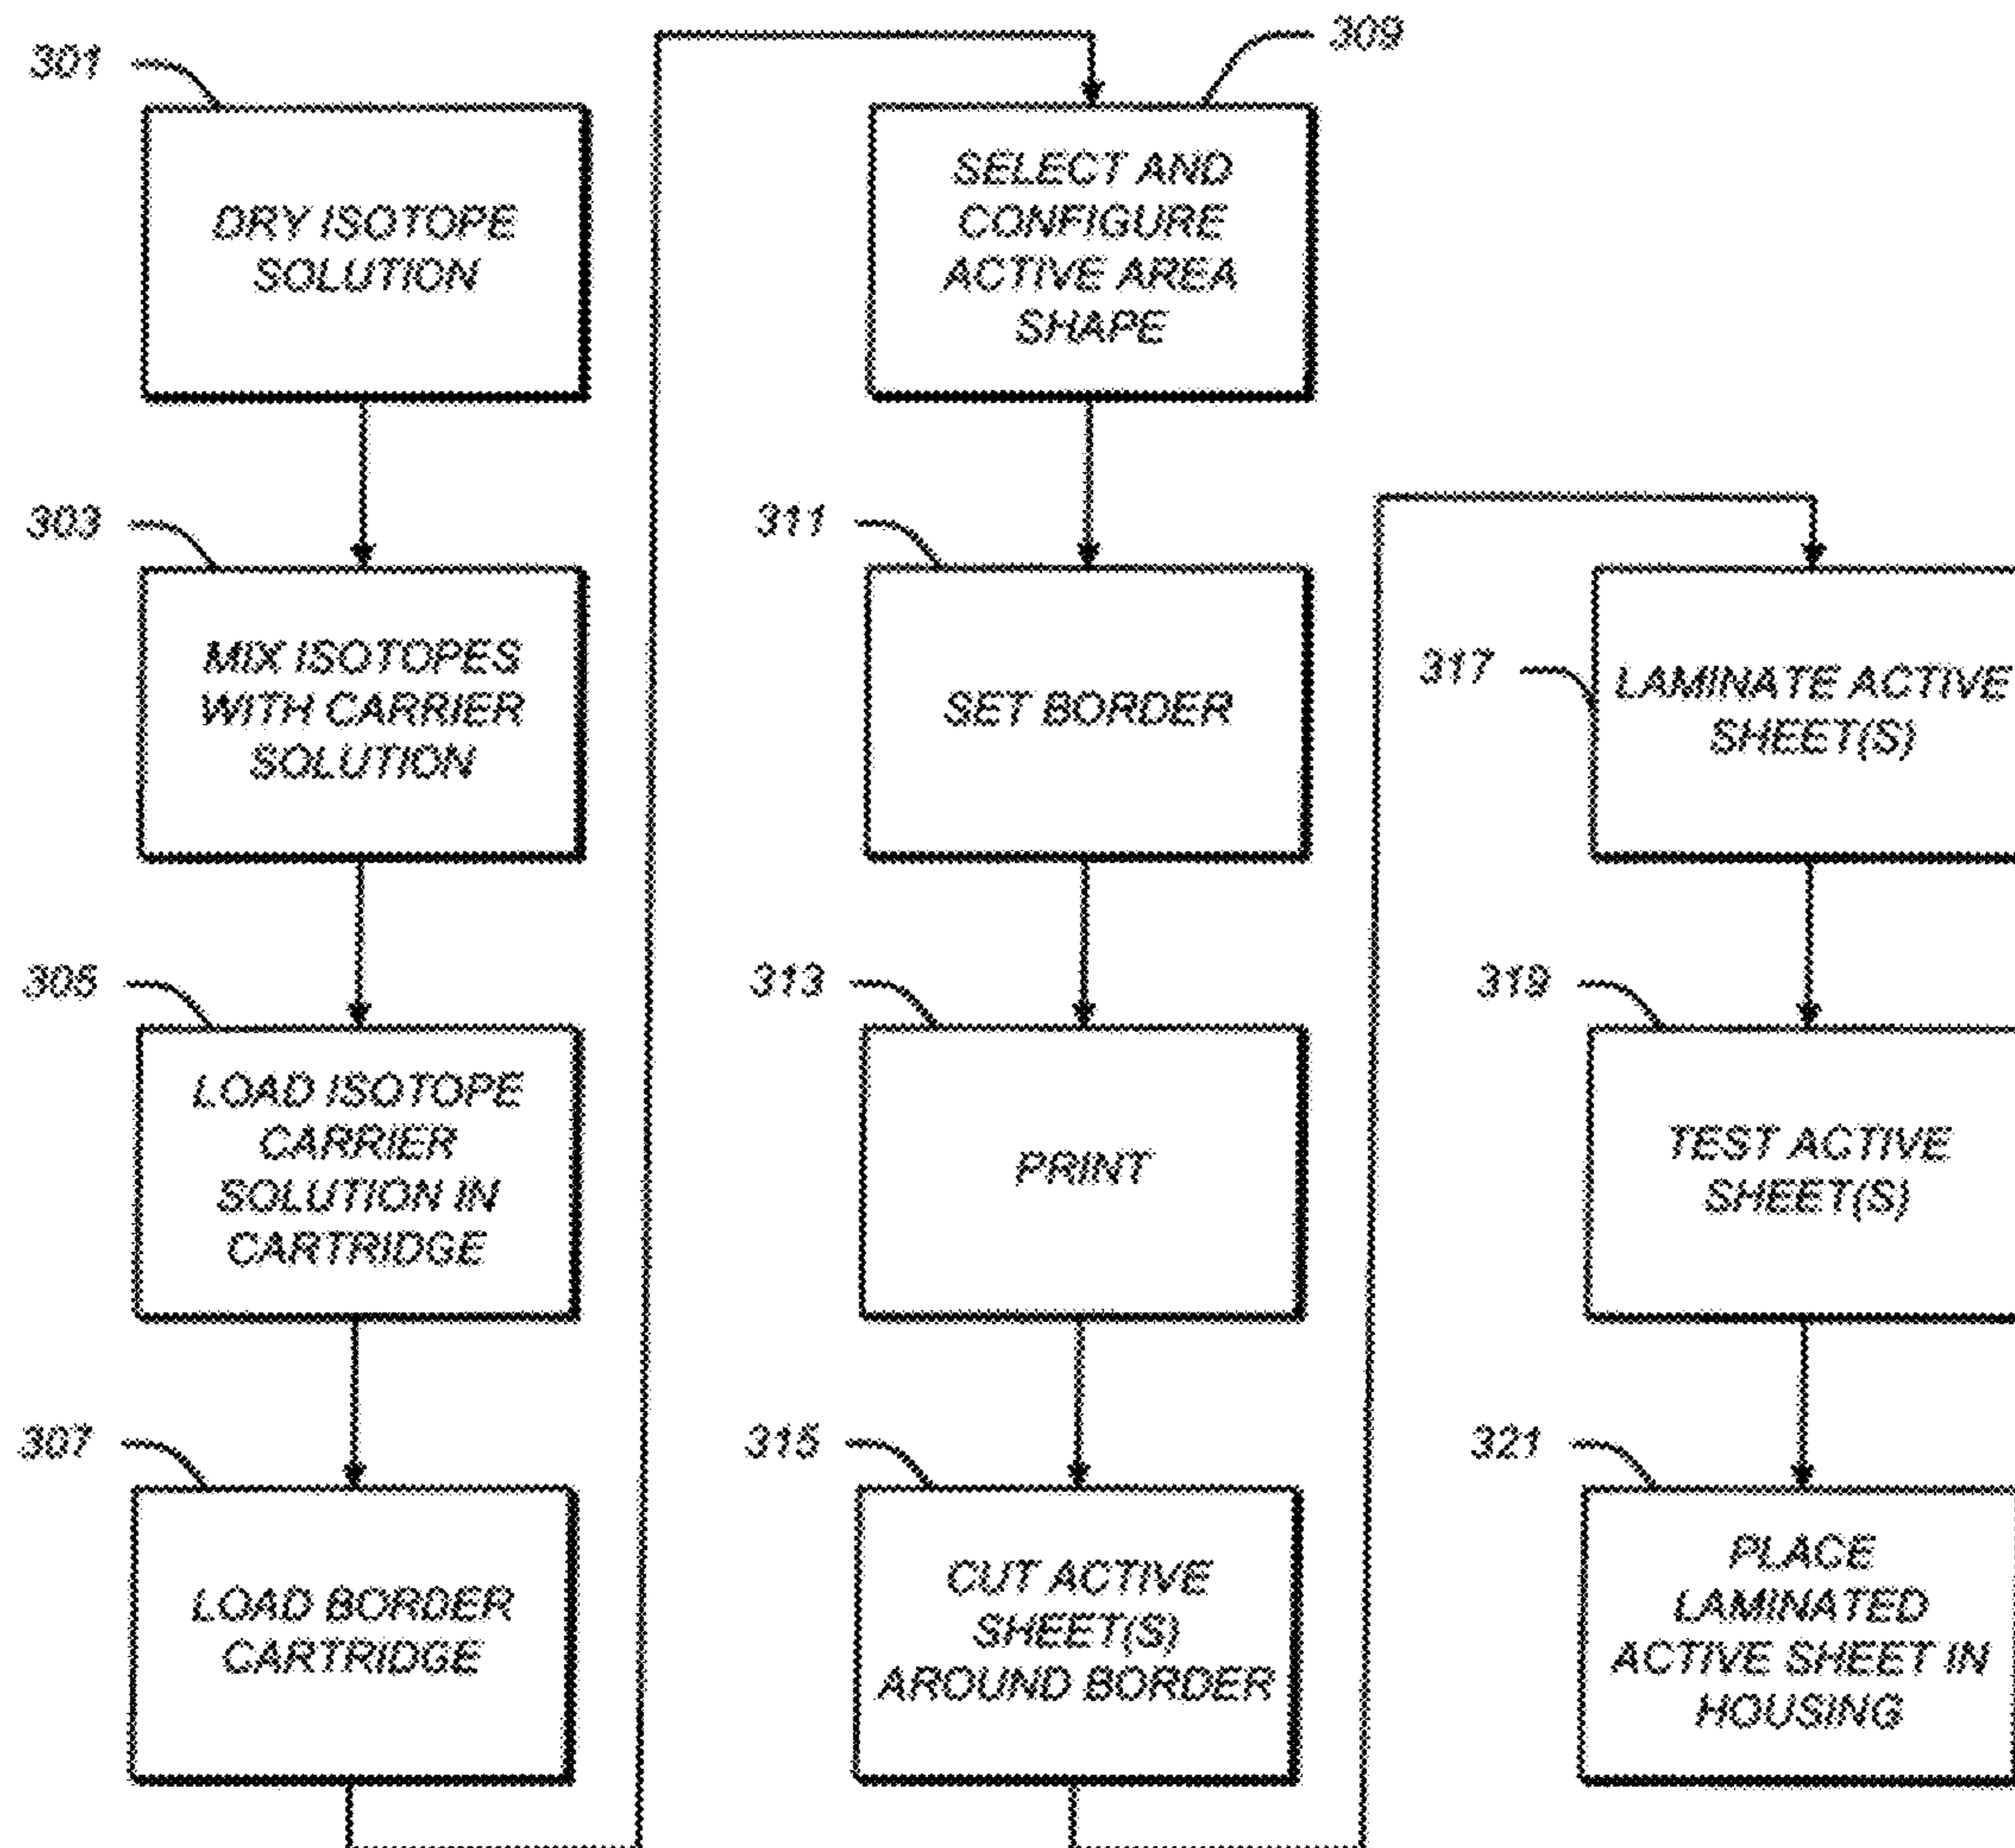 301
DRY ISOTOPE
SOLUTION
303
MIX ISOTOPES
WITH CARRIER
SOLUTION
305
LOAD ISOTOPE
CARRIER
SOLUTION IN
CARTRIDGE
307
LOAD BORDER
CARTRIDGE
309
SELECT AND
CONFIGURE
ACTIVE AREA
SHAPE
311
SET BORDER
313
PRINT
315
CUT ACTIVE
SHEET(S)
AROUND BORDER
317
LAMINATE ACTIVE
SHEET(S)
319
TEST ACTIVE
SHEET(S)
321
PLACE
LAMINATED
ACTIVE SHEET IN
HOUSING